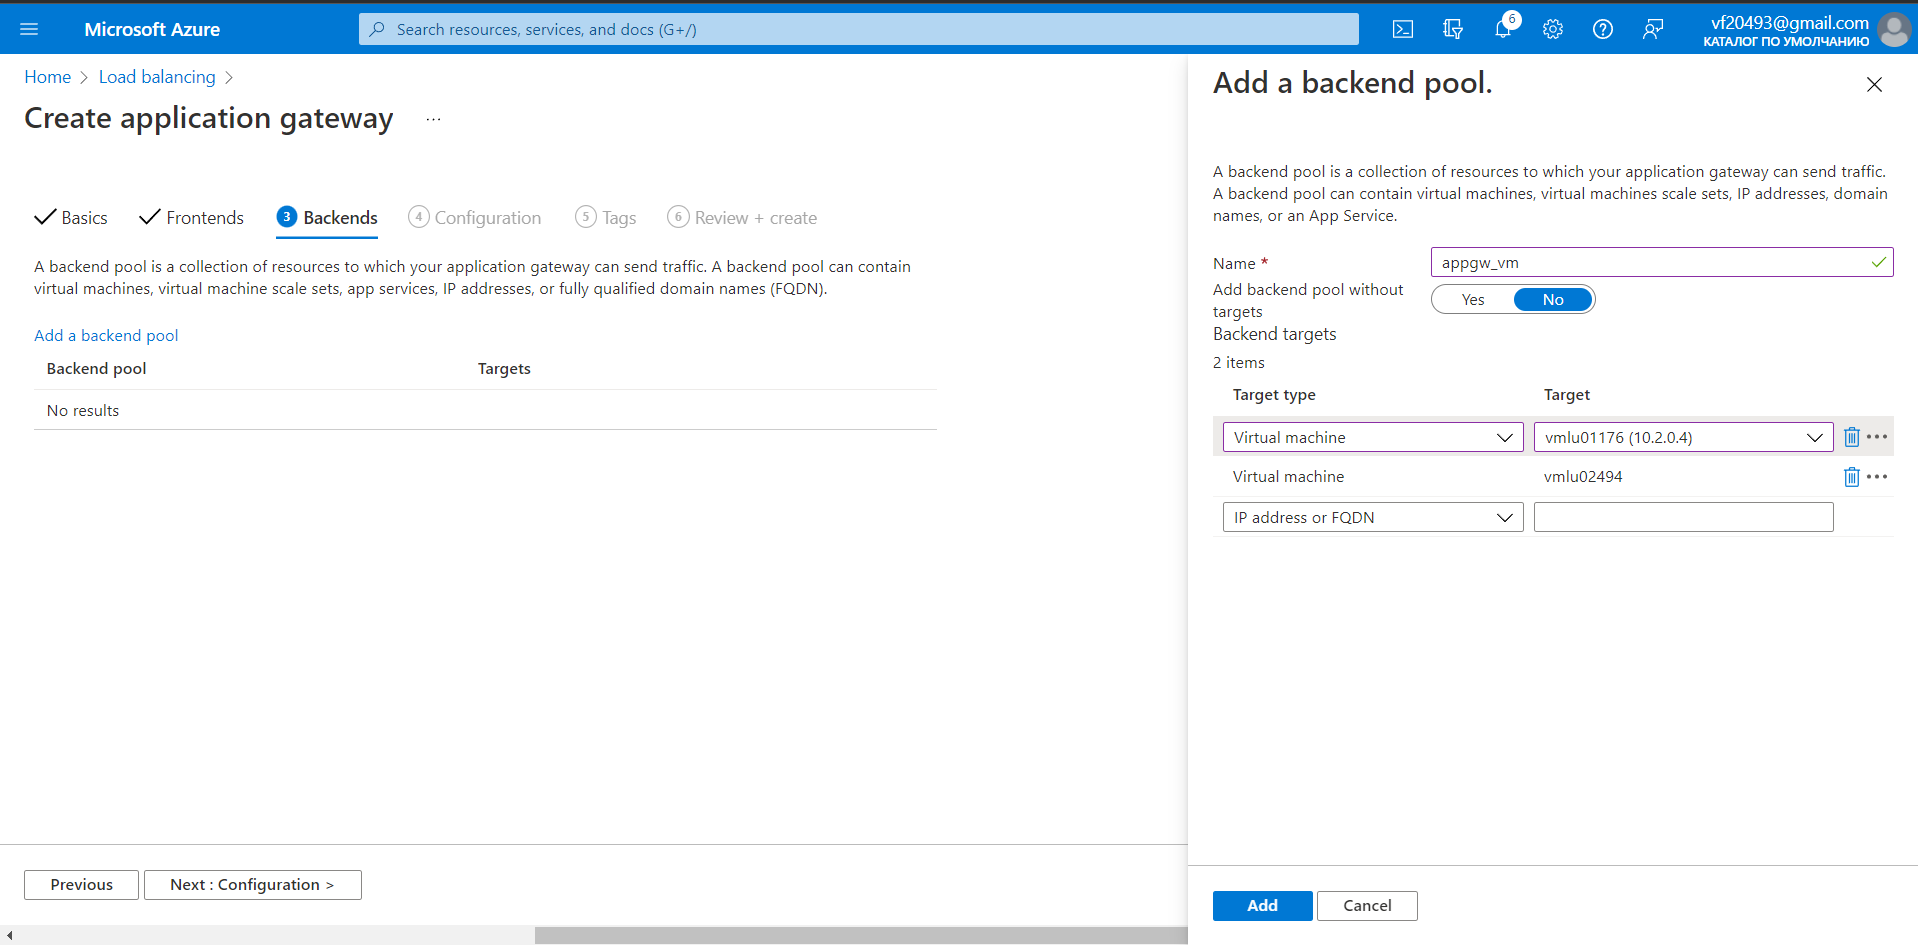 Microsoft Azure
Search resources, services, and docs (G+/)
6
vf20493@gmail.com
КАТАЛОГ ПО УМОЛЧАНИЮ
Home > Load balancing >
Create application gateway ...
Basics
Frontends
3 Backends
4 Configuration
5 Tags
6 Review + create
A backend pool is a collection of resources to which your application gateway can send traffic. A backend pool can contain
virtual machines, virtual machine scale sets, app services, IP addresses, or fully qualified domain names (FQDN).
Add a backend pool
Backend pool Targets
No results
Previous
Next : Configuration >
Add a backend pool.
A backend pool is a collection of resources to which your application gateway can send traffic.
A backend pool can contain virtual machines, virtual machines scale sets, IP addresses, domain
names, or an App Service.
Name * appgw_vm
Add backend pool without
targets
Yes No
Backend targets
2 items
Target type Target
Virtual machine vmlu01176 (10.2.0.4)
Virtual machine vmlu02494
IP address or FQDN
Add
Cancel